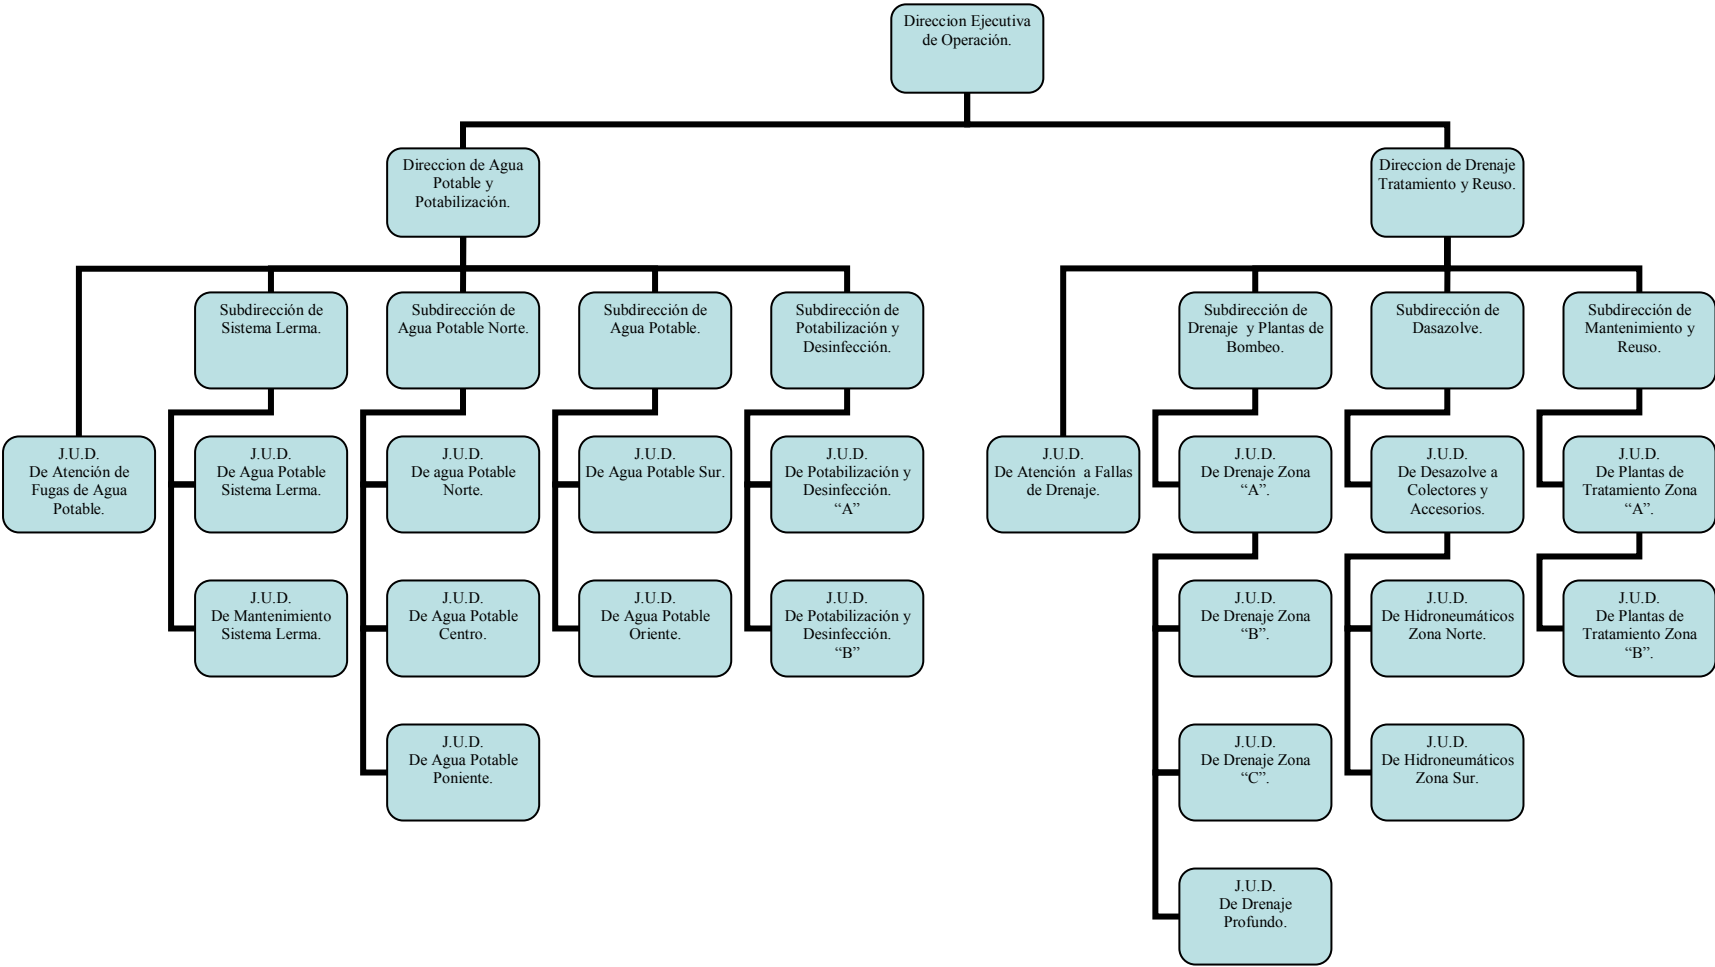 Direccion Ejecutiva
de Operación.
Direccion de Agua
Potable y
Potabilización.
Direccion de Drenaje
Tratamiento y Reuso.
Subdirección de
Sistema Lerma.
Subdirección de
Agua Potable Norte.
Subdirección de
Agua Potable.
Subdirección de
Potabilización y
Desinfección.
Subdirección de
Drenaje y Plantas de
Bombeo.
Subdirección de
Dasazolve.
Subdirección de
Mantenimiento y
Reuso.
J.U.D.
De Atención de
Fugas de Agua
Potable.
J.U.D.
De Agua Potable
Sistema Lerma.
J.U.D.
De agua Potable
Norte.
J.U.D.
De Agua Potable Sur.
J.U.D.
De Potabilización y
Desinfección.
“A”
J.U.D.
De Atención a Fallas
de Drenaje.
J.U.D.
De Drenaje Zona
“A”.
J.U.D.
De Desazolve a
Colectores y
Accesorios.
J.U.D.
De Plantas de
Tratamiento Zona
“A”.
J.U.D.
De Mantenimiento
Sistema Lerma.
J.U.D.
De Agua Potable
Centro.
J.U.D.
De Agua Potable
Oriente.
J.U.D.
De Potabilización y
Desinfección.
“B”
J.U.D.
De Drenaje Zona
“B”.
J.U.D.
De Hidroneumáticos
Zona Norte.
J.U.D.
De Plantas de
Tratamiento Zona
“B”.
J.U.D.
De Agua Potable
Poniente.
J.U.D.
De Drenaje Zona
“C”.
J.U.D.
De Hidroneumáticos
Zona Sur.
J.U.D.
De Drenaje
Profundo.